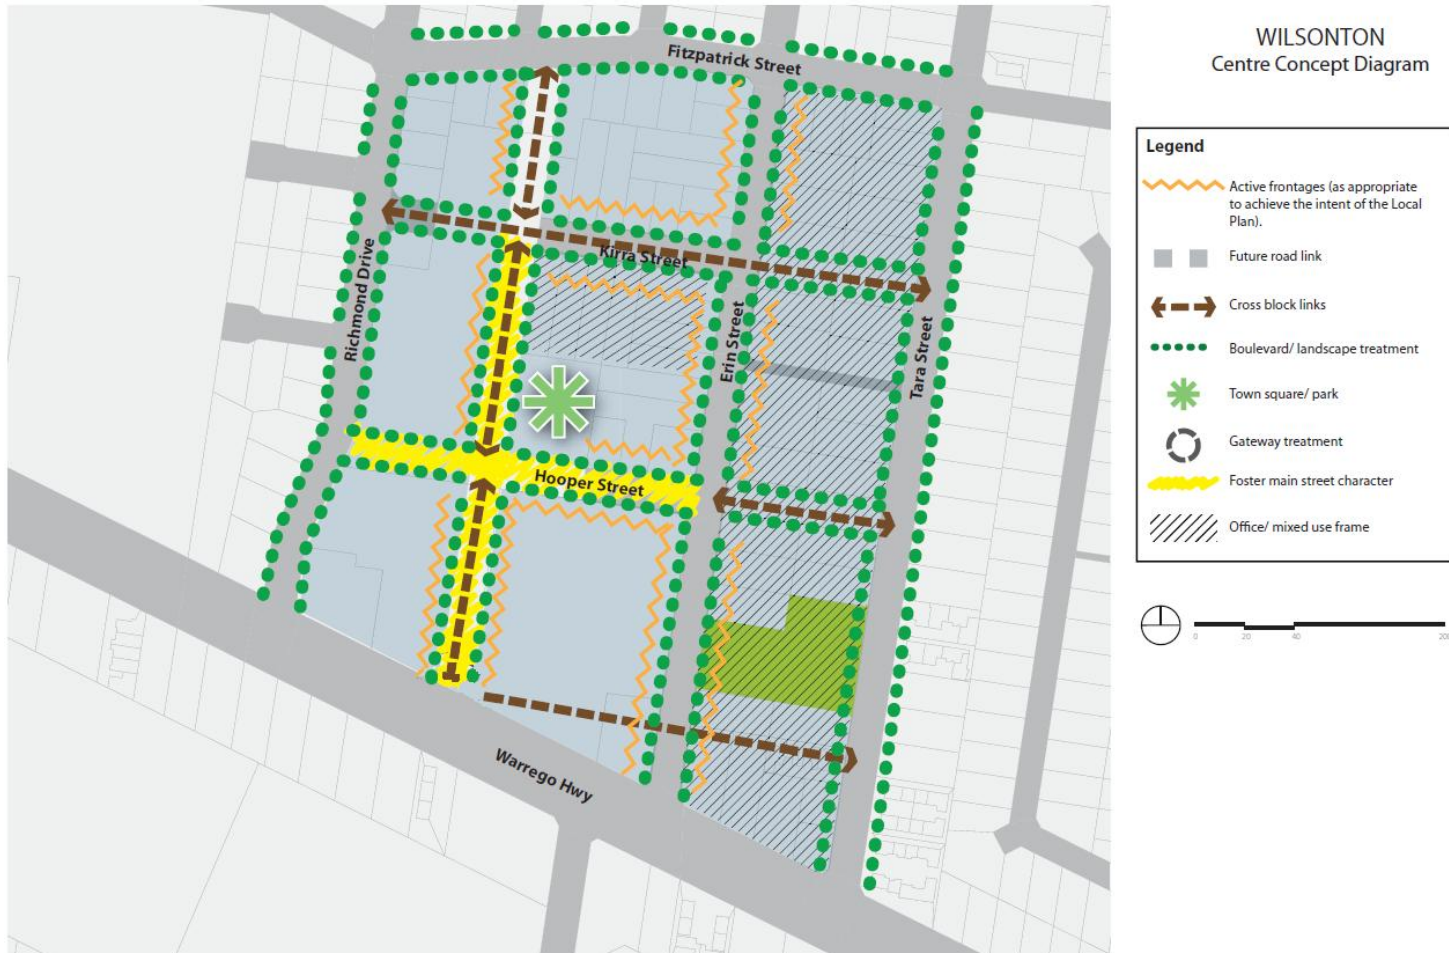 WILSONTON
Centre Concept Diagram
Legend
Active frontages (as appropriate
to achieve the intent of the Local
Plan).
Future road link
Cross block links
Boulevard/ landscape treatment
Town square/ park
Gateway treatment
Foster main street character
Office/ mixed use frame
0 20 40 200
Fitzpatrick Street
Kirra Street
Richmond Drive
Erin Street
Tara Street
Hooper Street
Warrego Hwy